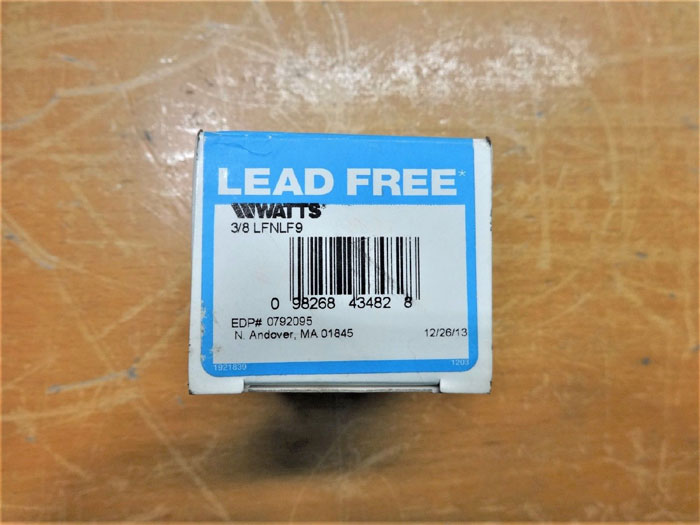 LEAD FREE*
WATTS®
3/8 LFNLF9
0 98268 43482 8
EDP# 0792095
N. Andover, MA 01845 12/26/13
1921839 1203